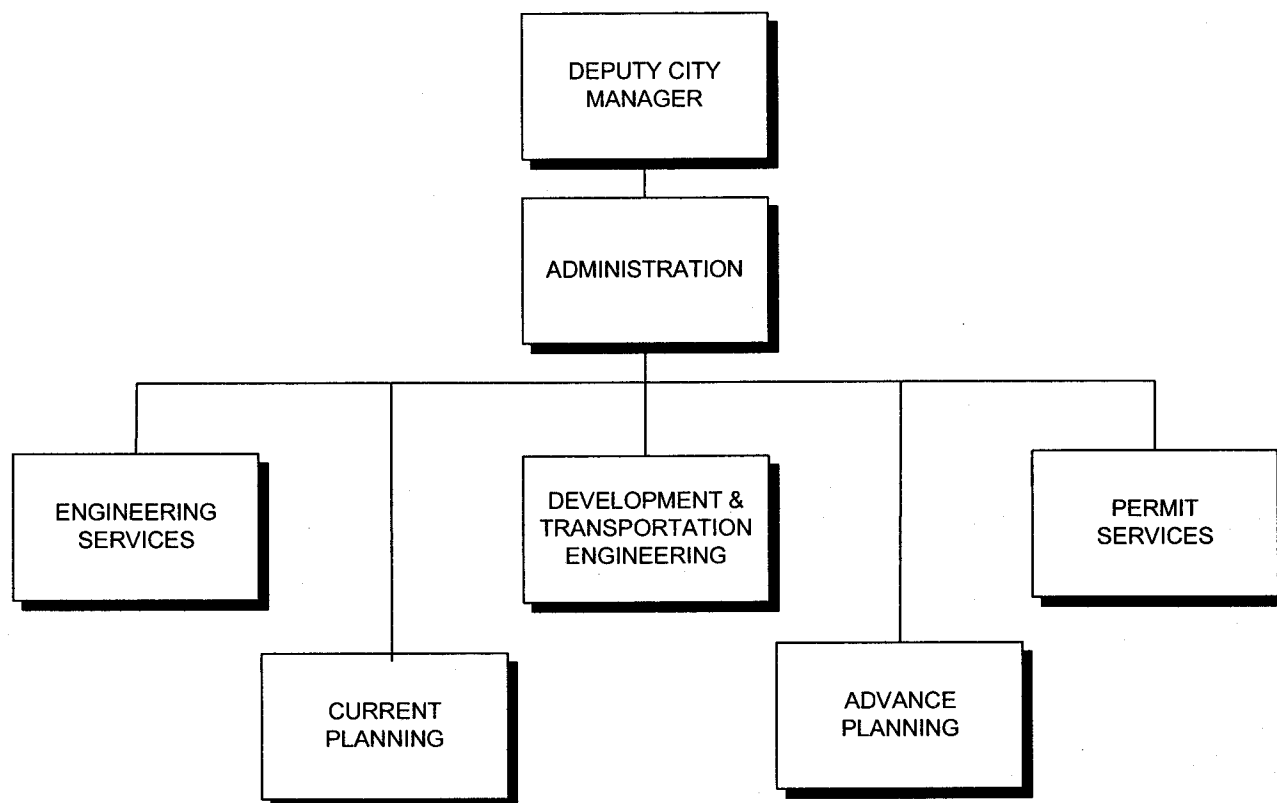 DEPUTY CITY
MANAGER
ADMINISTRATION
ENGINEERING
SERVICES
DEVELOPMENT &
TRANSPORTATION
ENGINEERING
PERMIT
SERVICES
CURRENT
PLANNING
ADVANCE
PLANNING